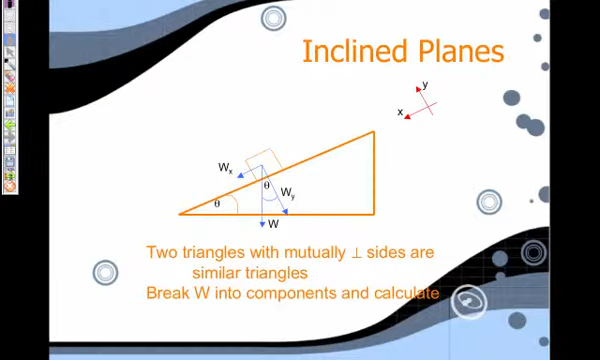 Inclined Planes
y
x
Wx
θ
Wy
θ
W
Two triangles with mutually ⊥ sides are
similar triangles
Break W into components and calculate